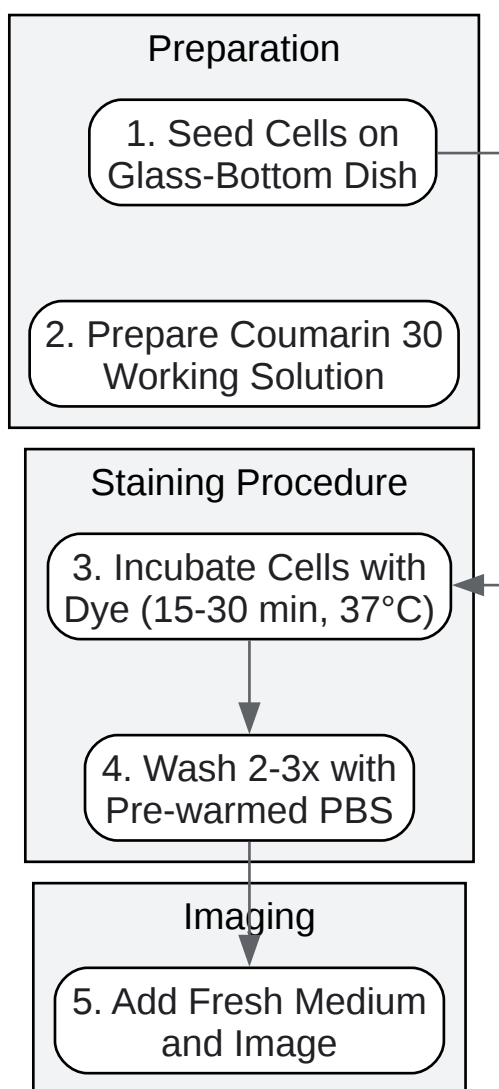 Preparation
1. Seed Cells on
Glass-Bottom Dish
2. Prepare Coumarin 30
Working Solution
Staining Procedure
3. Incubate Cells with
Dye (15-30 min, 37°C)
4. Wash 2-3x with
Pre-warmed PBS
Imaging
5. Add Fresh Medium
and Image